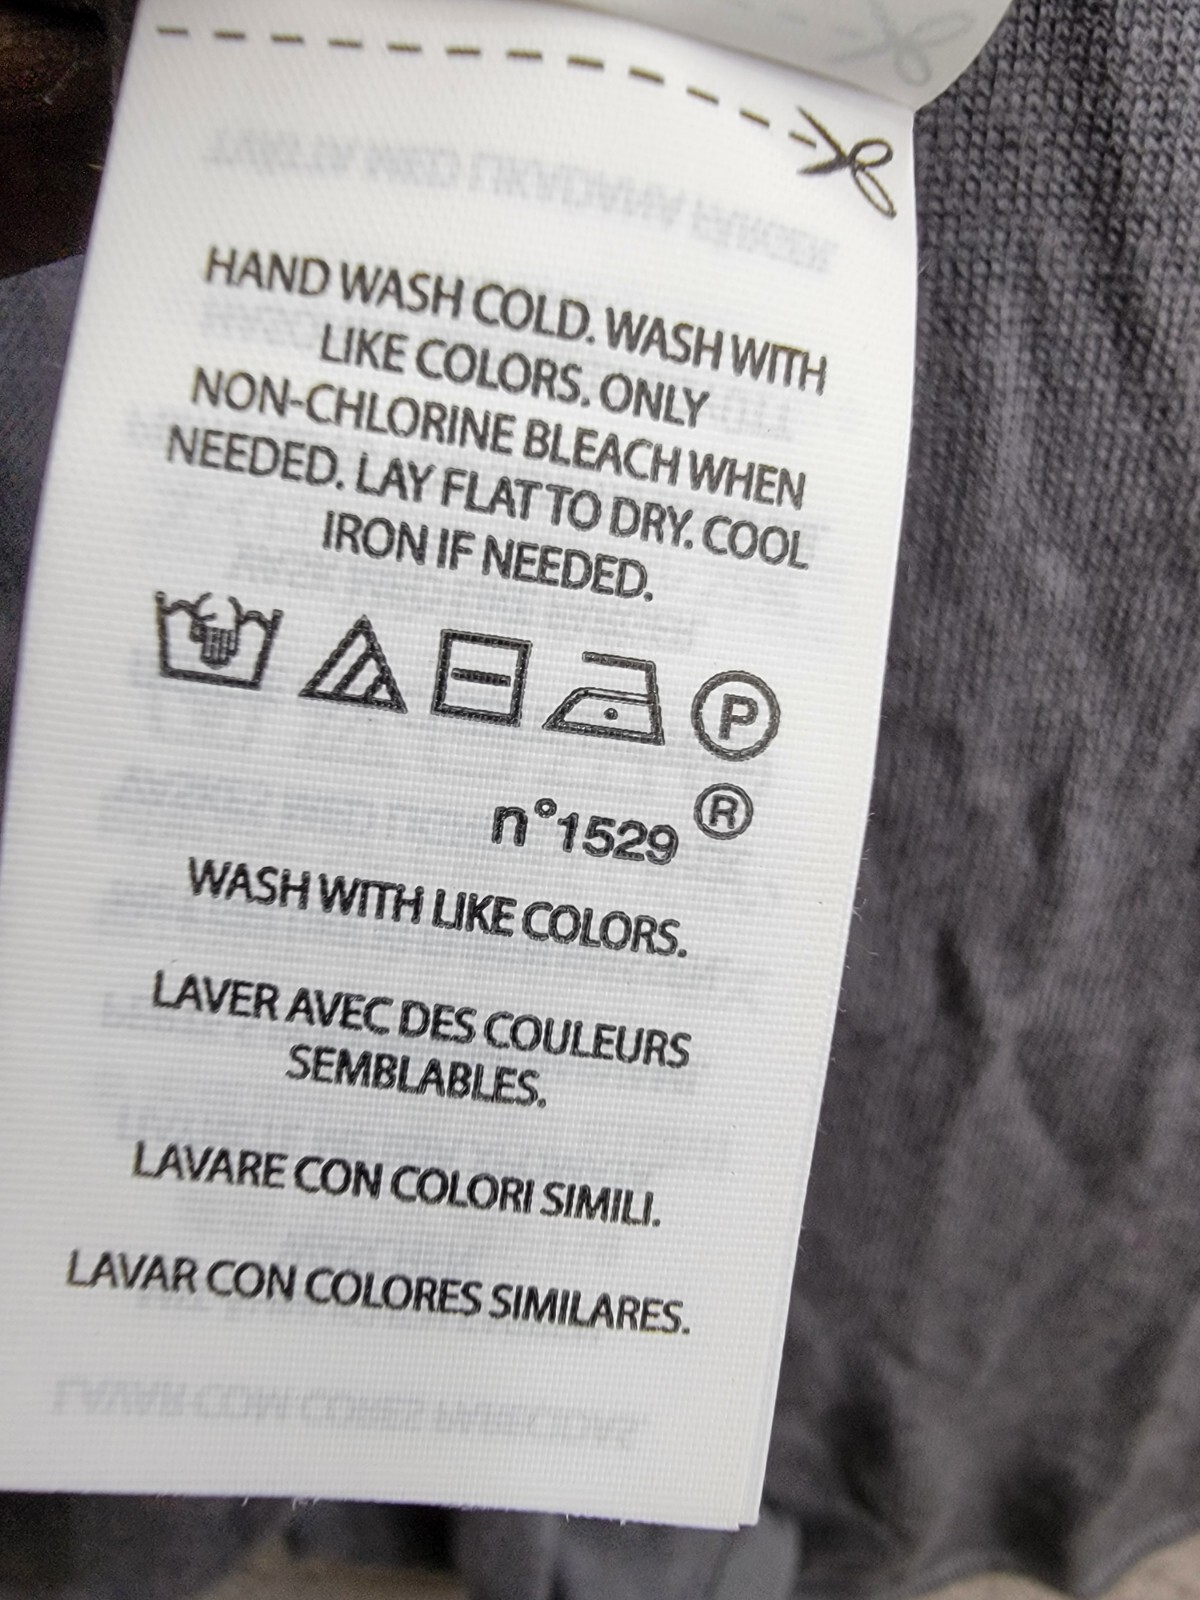 HAND WASH COLD. WASH WITH
LIKE COLORS. ONLY
NON-CHLORINE BLEACH WHEN
NEEDED. LAY FLAT TO DRY. COOL
IRON IF NEEDED.
P
n°1529 ®
WASH WITH LIKE COLORS.
LAVER AVEC DES COULEURS
SEMBLABLES.
LAVARE CON COLORI SIMILI.
LAVAR CON COLORES SIMILARES.